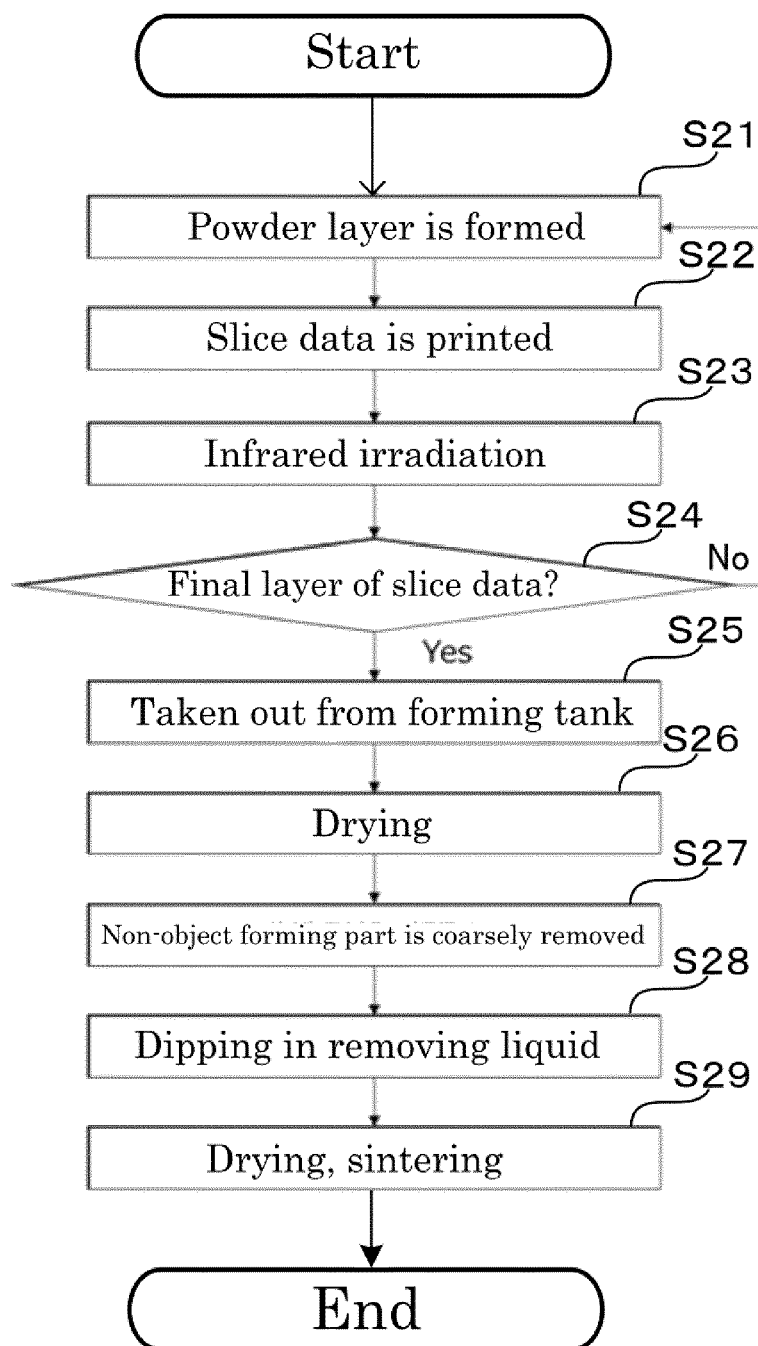 Start
S21
Powder layer is formed
S22
Slice data is printed
S23
Infrared irradiation
S24
Final layer of slice data?
No
Yes
S25
Taken out from forming tank
S26
Drying
S27
Non-object forming part is coarsely removed
S28
Dipping in removing liquid
S29
Drying, sintering
End